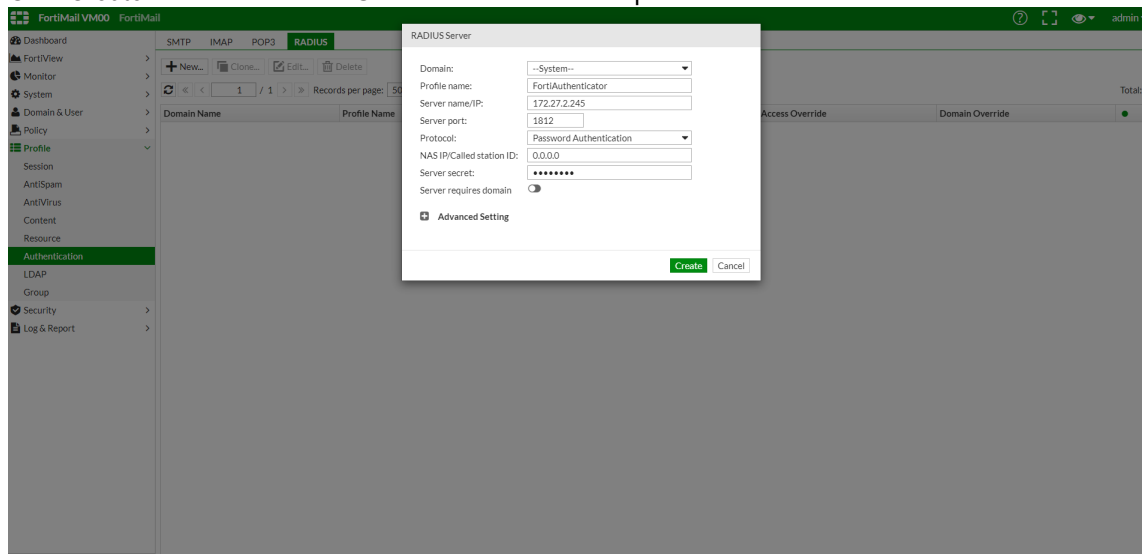 FortiMail VM00 FortiMail
admin
Dashboard
FortiView
Monitor
System
Domain & User
Policy
Profile
Session
AntiSpam
AntiVirus
Content
Resource
Authentication
LDAP
Group
Security
Log & Report
SMTP IMAP POP3 RADIUS
New... Clone... Edit... Delete
1 / 1 Records per page: 50
Total:
Domain Name Profile Name Access Override Domain Override
RADIUS Server
Domain: --System--
Profile name: FortiAuthenticator
Server name/IP: 172.27.2.245
Server port: 1812
Protocol: Password Authentication
NAS IP/Called station ID: 0.0.0.0
Server secret: ••••••••
Server requires domain
Advanced Setting
Create Cancel